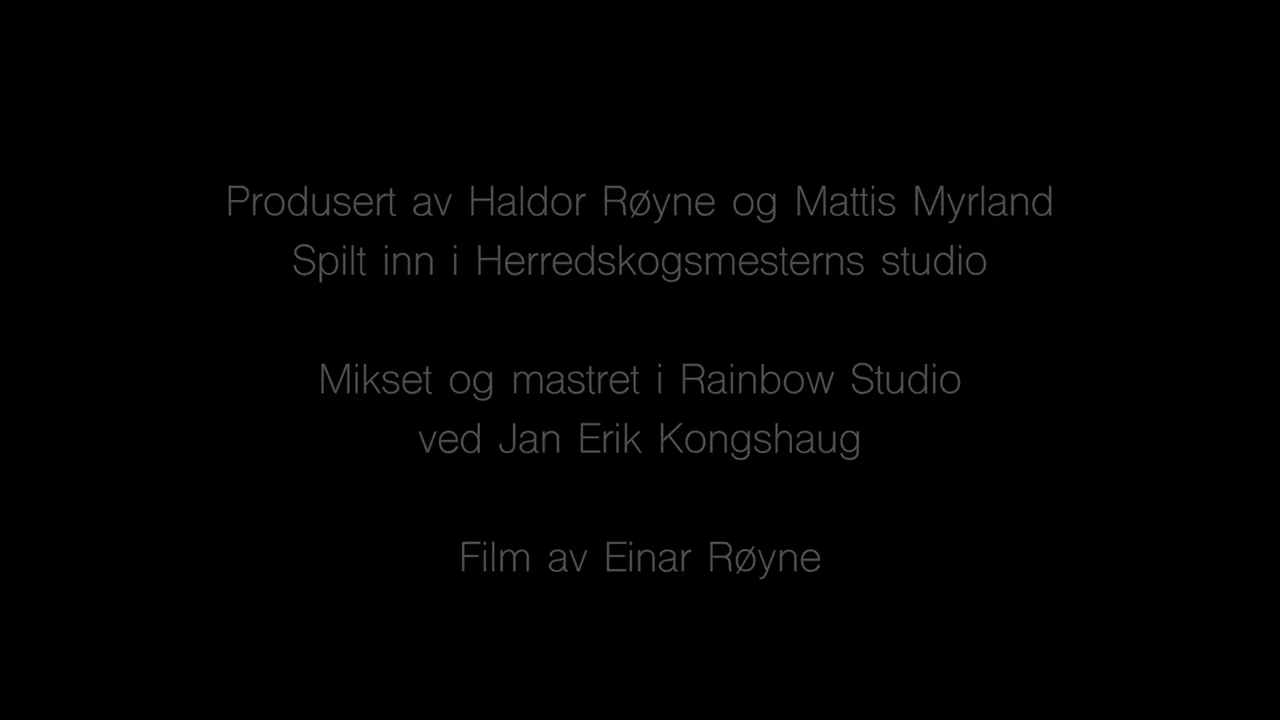 Produsert av Haldor Røyne og Mattis Myrland
Spilt inn i Herredskogsmesterns studio
Mikset og mastret i Rainbow Studio
ved Jan Erik Kongshaug
Film av Einar Røyne